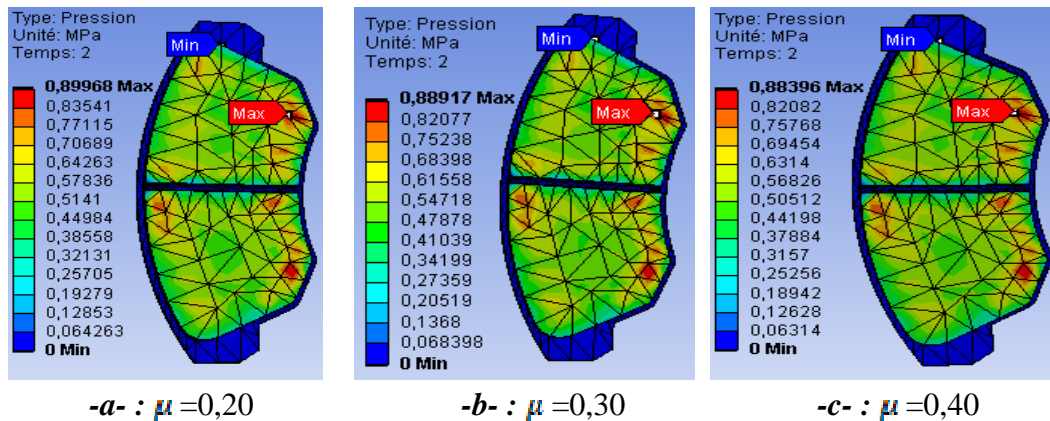 Type: Pression
Unité: MPa
Temps: 2
Min
Max
0,89968 Max
0,83541
0,77115
0,70689
0,64263
0,57836
0,5141
0,44984
0,38558
0,32131
0,25705
0,19279
0,12853
0,064263
0 Min
-a- : μ =0,20
Type: Pression
Unité: MPa
Temps: 2
Min
Max
0,88917 Max
0,82077
0,75238
0,68398
0,61558
0,54718
0,47878
0,41039
0,34199
0,27359
0,20519
0,1368
0,068398
0 Min
-b- : μ =0,30
Type: Pression
Unité: MPa
Temps: 2
Min
Max
0,88396 Max
0,82082
0,75768
0,69454
0,6314
0,56826
0,50512
0,44198
0,37884
0,3157
0,25256
0,18942
0,12628
0,06314
0 Min
-c- : μ =0,40